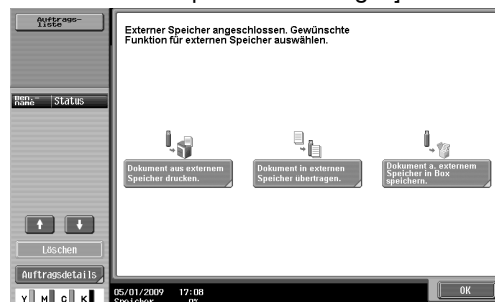 Auftrags-
liste
Externer Speicher angeschlossen. Gewünschte
Funktion für externen Speicher auswählen.
Ben.-
name Status
Dokument aus externem
Speicher drucken.
Dokument in externen
Speicher übertragen.
Dokument a. externem
Speicher in Box
speichern.
Löschen
Auftragsdetails
Y M C K
05/01/2009 17:08
Speicher 0%
OK